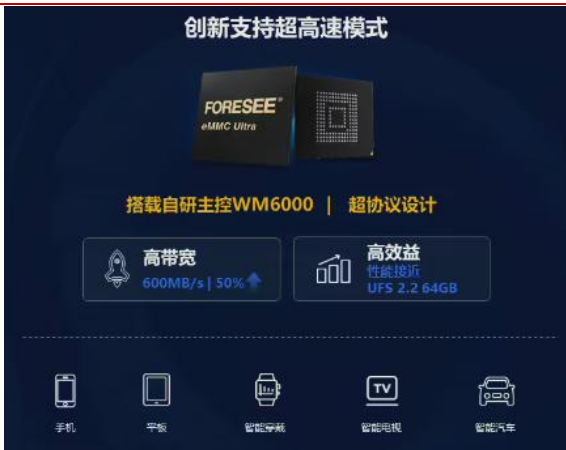 创新支持超高速模式
FORESEE®
eMMC Ultra
搭载自研主控WM6000 | 超协议设计
高带宽
600MB/s | 50%
高效益
性能接近
UFS 2.2 64GB
TV
手机
平板
智能穿戴
智能电视
智能汽车